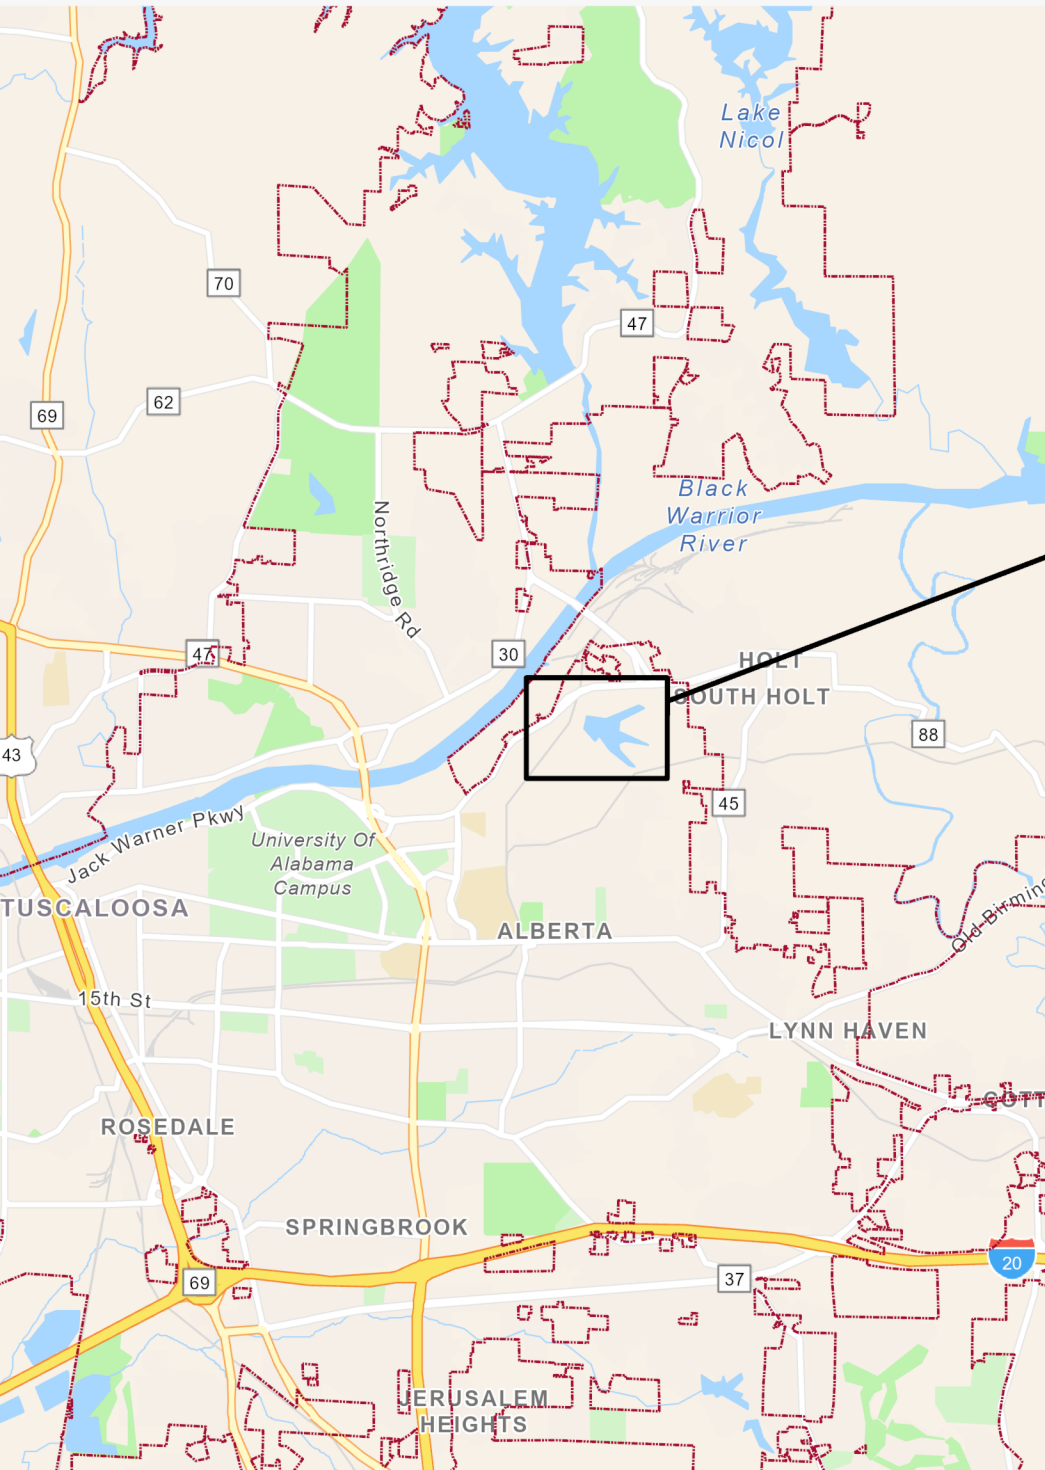 Lake
Nicol
70
47
62
69
Black
Warrior
River
Northridge Rd
47
30
HOLT
SOUTH HOLT
88
43
45
Jack Warner Pkwy
University Of
Alabama
Campus
TUSCALOOSA
ALBERTA
Old Birming
15th St
LYNN HAVEN
COTT
ROSEDALE
SPRINGBROOK
20
69
37
JERUSALEM
HEIGHTS